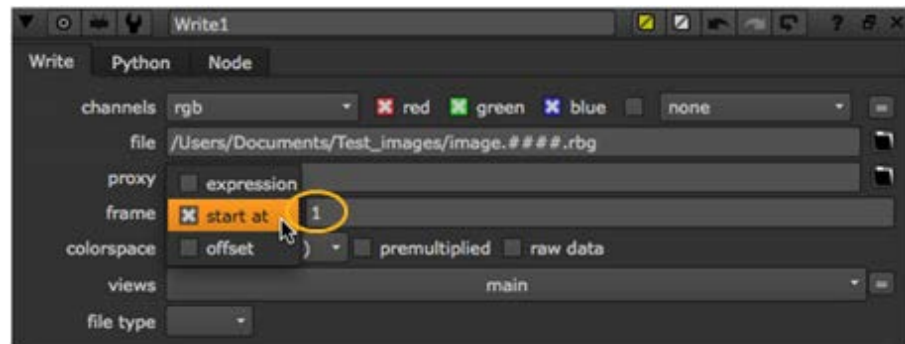 Write1 ?
Write Python Node
channels rgb red green blue none
file /Users/Documents/Test_images/image.####.rbg
proxy expression
frame start at 1
colorspace offset ) premultiplied raw data
views main
file type